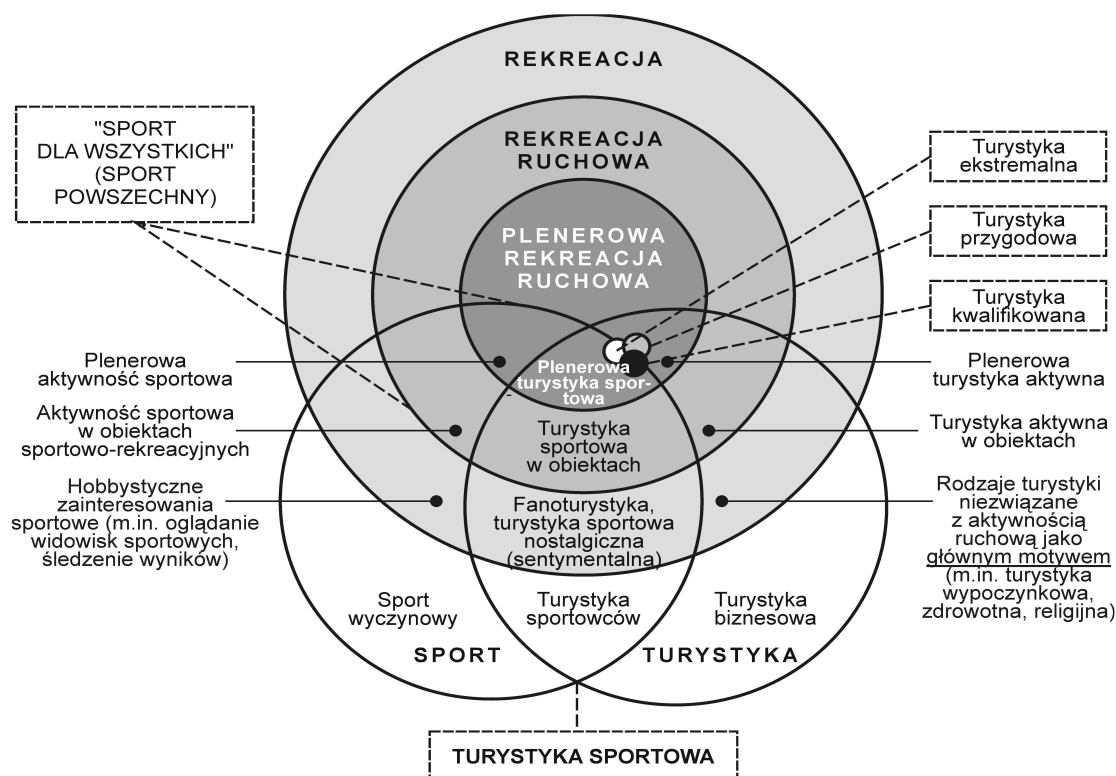 REKREACJA
REKREACJA
RUCHOWA
PLENEROWA
REKREACJA
RUCHOWA
"SPORT
DLA WSZYSTKICH"
(SPORT
POWSZECHNY)
Turystyka
ekstremalna
Turystyka
przygodowa
Turystyka
kwalifikowana
Plenerowa
aktywność sportowa
Aktywność sportowa
w obiektach
sportowo-rekreacyjnych
Hobbystyczne
zainteresowania
sportowe (m.in. oglądanie
widowisk sportowych,
śledzenie wyników)
Plenerowa
turystyka spor-
towa
Turystyka
sportowa
w obiektach
Fanoturystyka,
turystyka sportowa
nostalgiczna
(sentymentalna)
Plenerowa
turystyka aktywna
Turystyka aktywna
w obiektach
Rodzaje turystyki
niezwiązane
z aktywnością
ruchową jako
głównym motywem
(m.in. turystyka
wypoczynkowa,
zdrowotna, religijna)
Sport
wyczynowy
Turystyka
sportowców
Turystyka
biznesowa
SPORT
TURYSTYKA
TURYSTYKA SPORTOWA